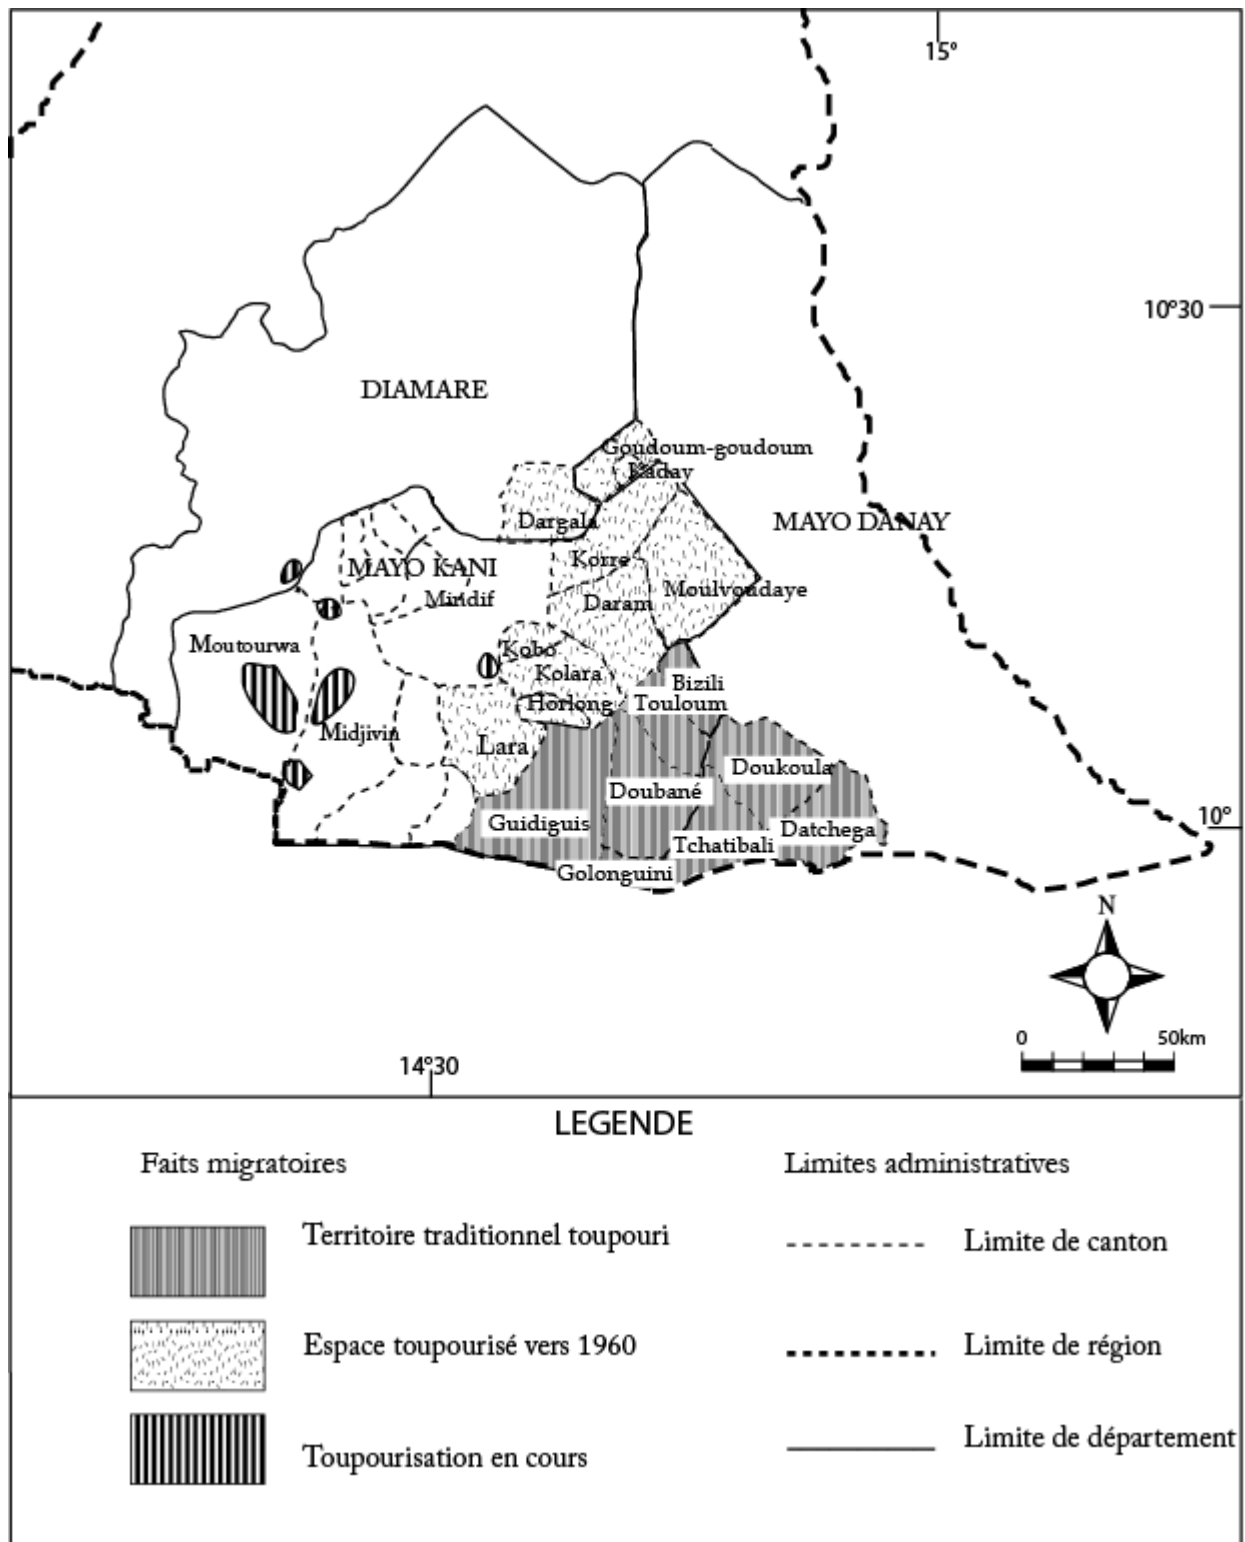 15°
10°30
DIAMARE
Goudoum-goudoum
Kaday
Dargala
MAYO DANAY
Korre
MAYO KANI
Mindif
Daram
Moulvoudaye
Moutourwa
Kobo
Kolara
Bizili
Horlong
Touloum
Midjivin
Lara
Doukoula
Doubané
Guidiguis
Datchega
10°
Tchatibali
Golonguini
N
0 50km
14°30
LEGENDE
Faits migratoires
Limites administratives
Territoire traditionnel toupouri
Limite de canton
Espace toupourisé vers 1960
Limite de région
Toupourisation en cours
Limite de département